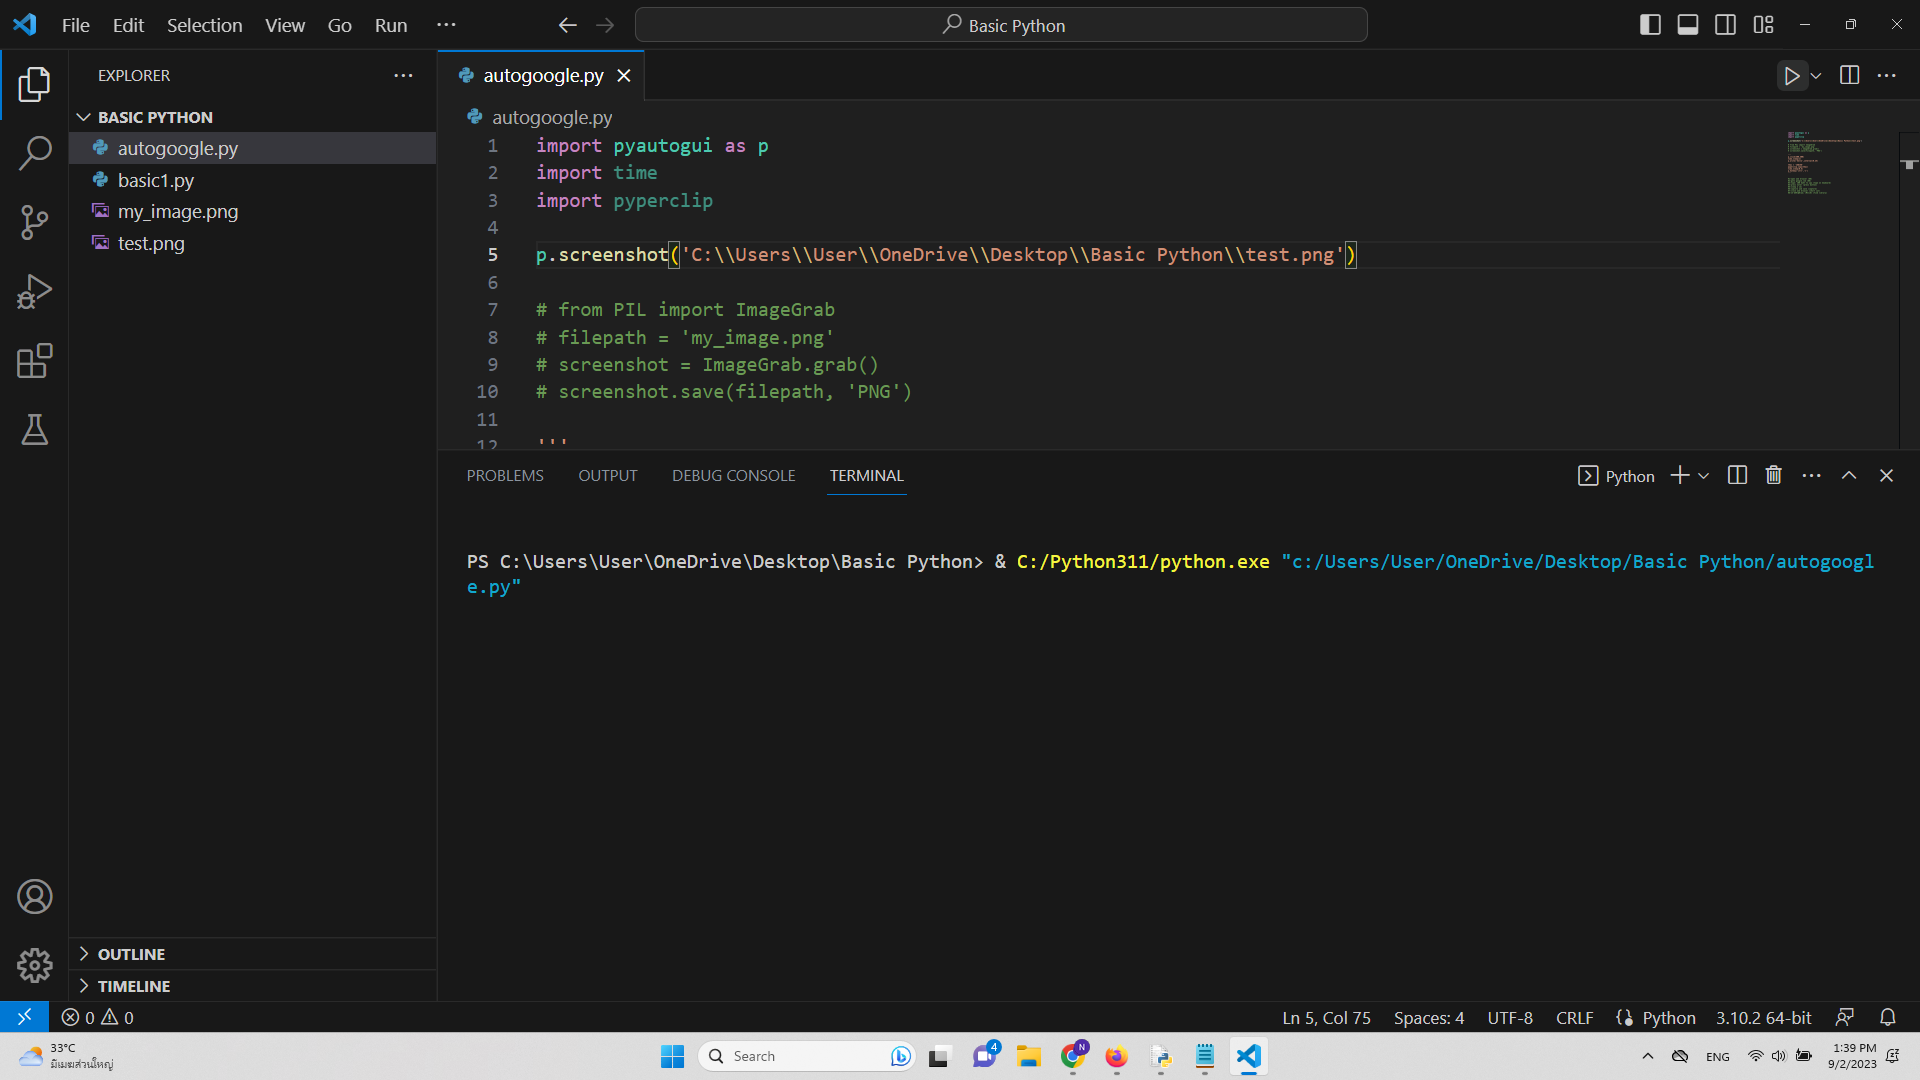 File Edit Selection View Go Run ···
Basic Python
EXPLORER
BASIC PYTHON
autogoogle.py
basic1.py
my_image.png
test.png
OUTLINE
TIMELINE
autogoogle.py
autogoogle.py
1 import pyautogui as p
2 import time
3 import pyperclip
4
5 p.screenshot('C:\\Users\\User\\OneDrive\\Desktop\\Basic Python\\test.png')
6
7 # from PIL import ImageGrab
8 # filepath = 'my_image.png'
9 # screenshot = ImageGrab.grab()
10 # screenshot.save(filepath, 'PNG')
11
12 '''
PROBLEMS OUTPUT DEBUG CONSOLE TERMINAL
Python
PS C:\Users\User\OneDrive\Desktop\Basic Python> & C:/Python311/python.exe "c:/Users/User/OneDrive/Desktop/Basic Python/autogoogl
e.py"
0 0
Ln 5, Col 75 Spaces: 4 UTF-8 CRLF Python 3.10.2 64-bit
33°C
มีเมฆส่วนใหญ่
Search
4
N
ENG
1:39 PM
9/2/2023